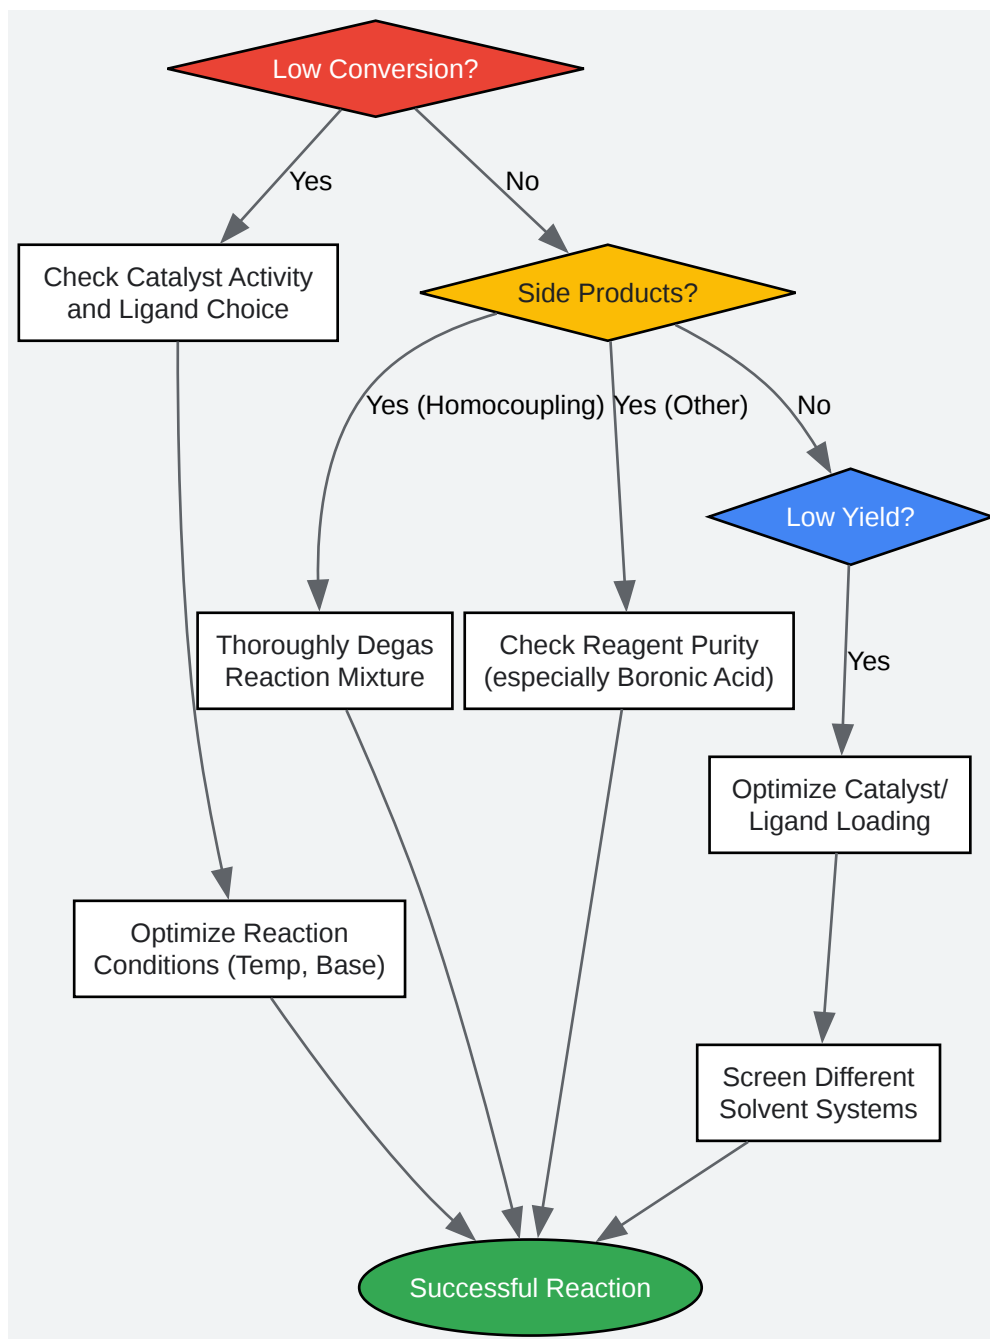 Low Conversion?
Yes
No
Check Catalyst Activity
and Ligand Choice
Side Products?
Yes (Homocoupling)
Yes (Other)
No
Low Yield?
Thoroughly Degas
Reaction Mixture
Check Reagent Purity
(especially Boronic Acid)
Yes
Optimize Catalyst/
Ligand Loading
Optimize Reaction
Conditions (Temp, Base)
Screen Different
Solvent Systems
Successful Reaction